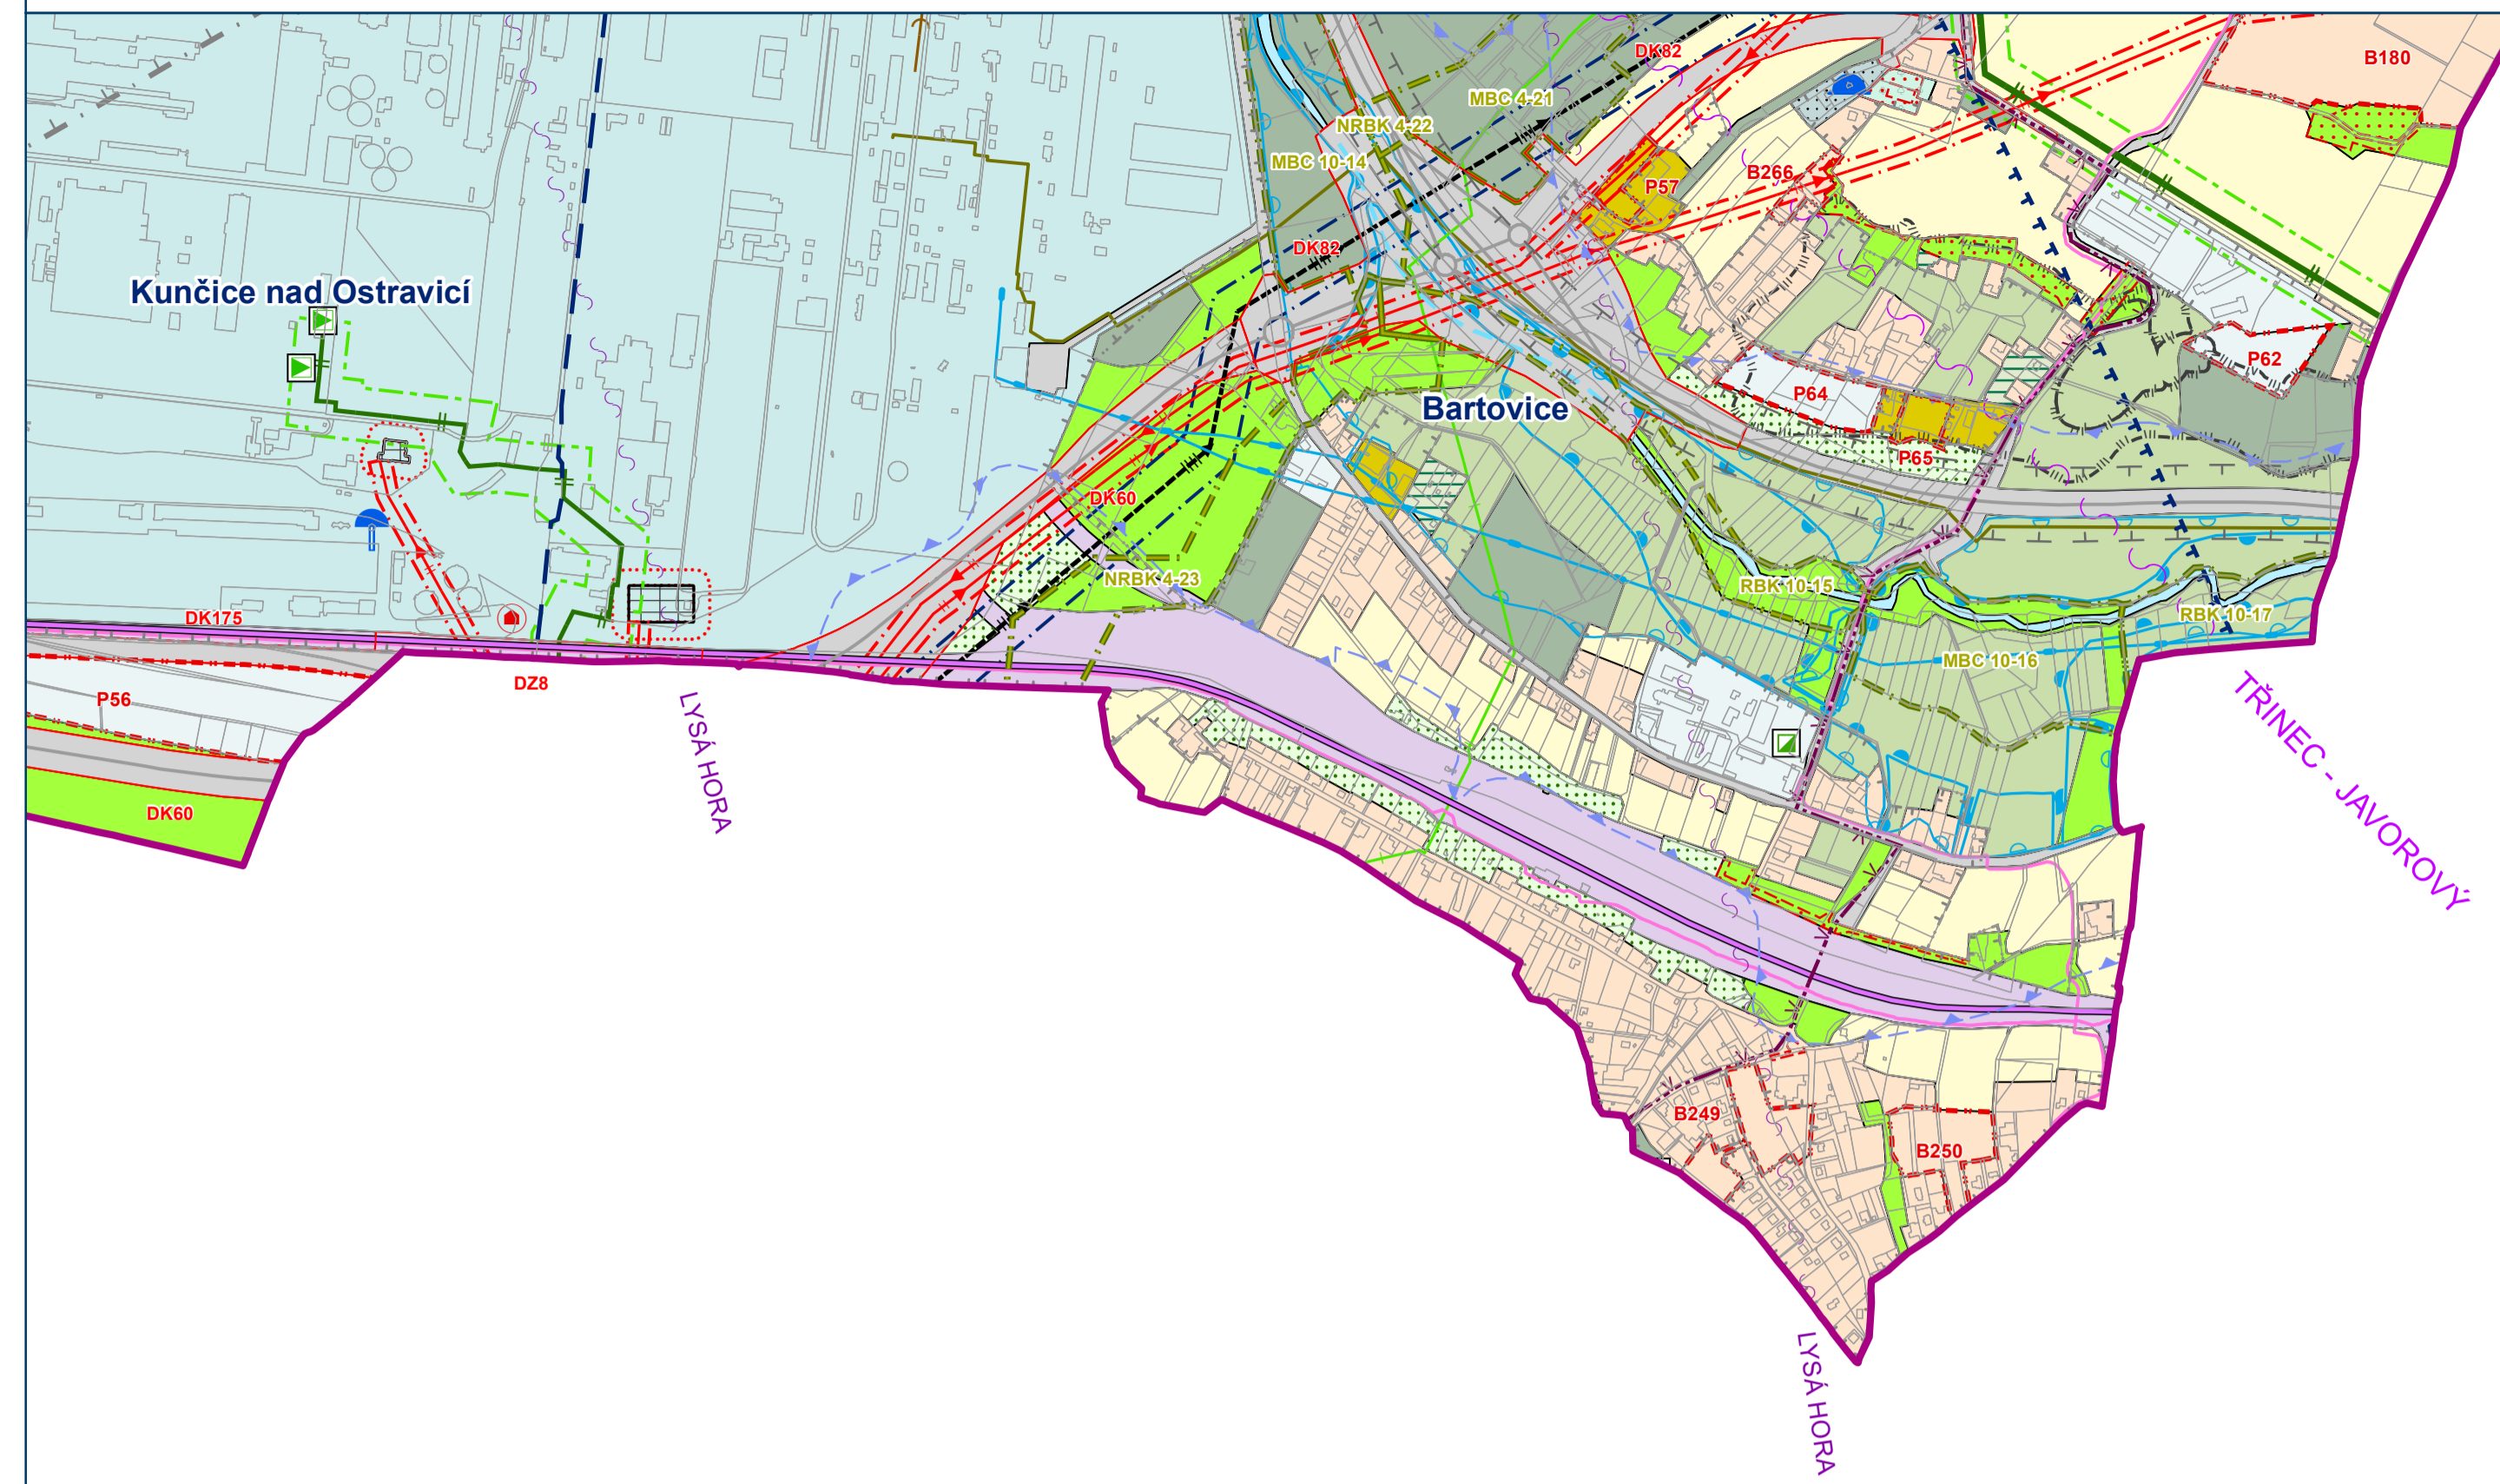 DK82
B180
MBC 4-21
NRBK 4-22
MBC 10-14
B266
P57
DK82
Kunčice nad Ostravicí
P62
P64
Bartovice
P65
DK60
NRBK 4-23
RBK 10-15
DK175
RBK 10-17
MBC 10-16
DZ8
P56
LYSÁ HORA
TŘINEC - JAVOROVÝ
DK60
B249
B250
LYSÁ HORA